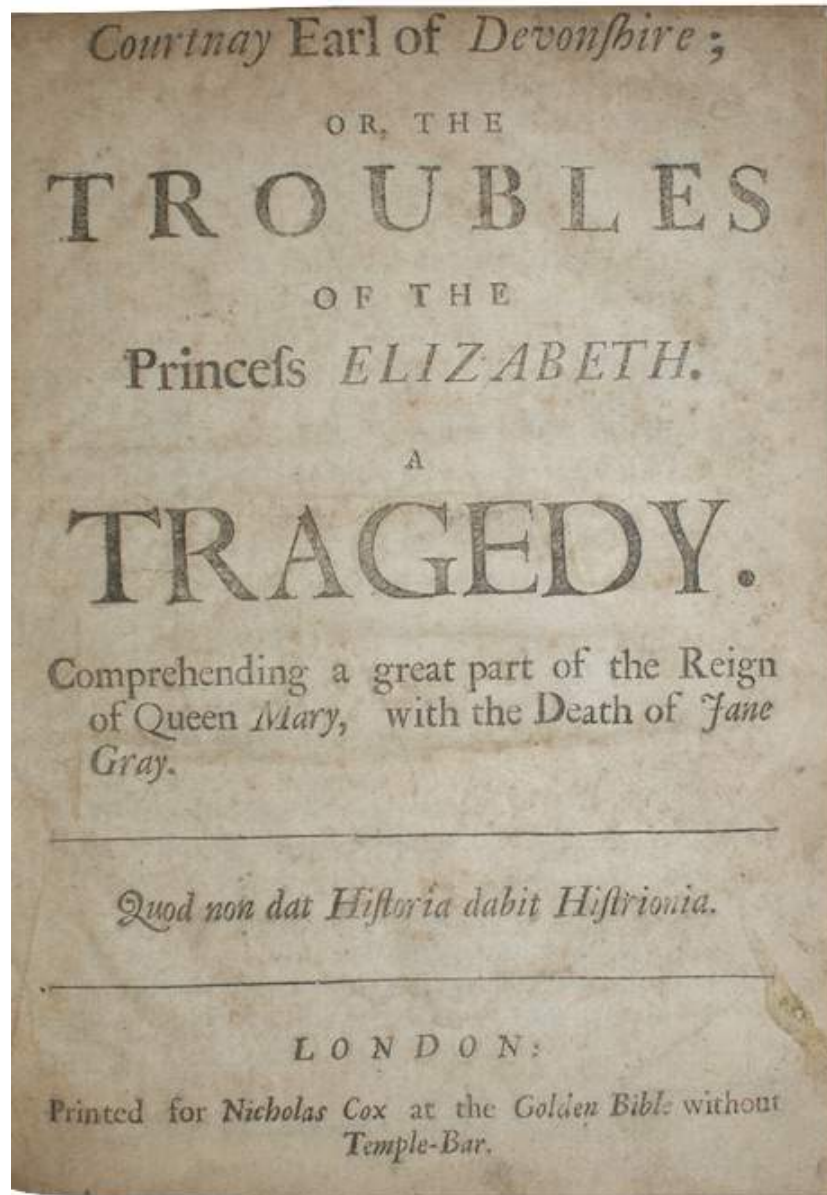 Courtnay Earl of Devonſhire;
OR, THE
TROUBLES
OF THE
Princeſs ELIZABETH.
A
TRAGEDY.
Comprehending a great part of the Reign
of Queen Mary, with the Death of Jane
Gray.
Quod non dat Hiſtoria dabit Hiſtrionia.
LONDON:
Printed for Nicholas Cox at the Golden Bible without
Temple-Bar.